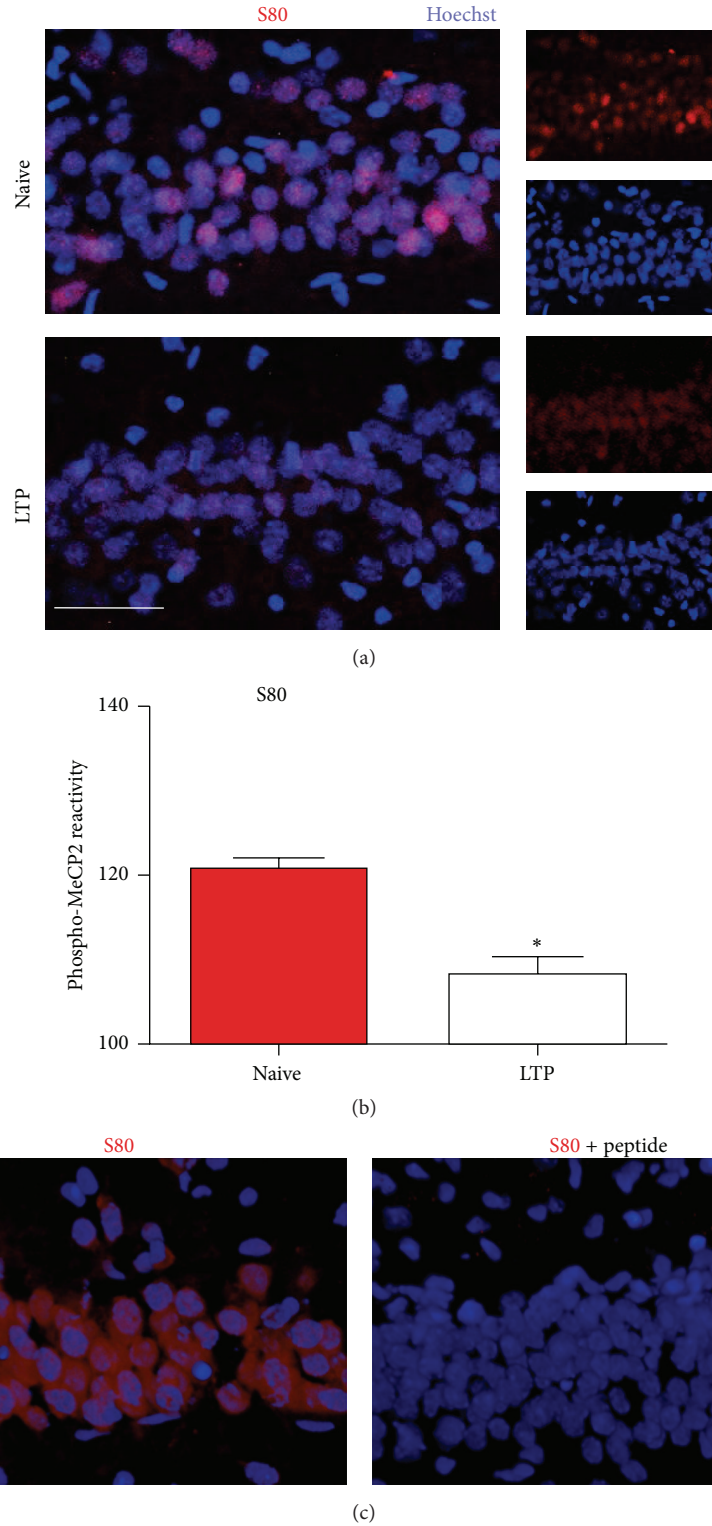 S80 Hoechst
Naive
LTP
(a)
S80
140
120
100
Phospho-MeCP2 reactivity
*
Naive LTP
(b)
S80 S80 + peptide
(c)